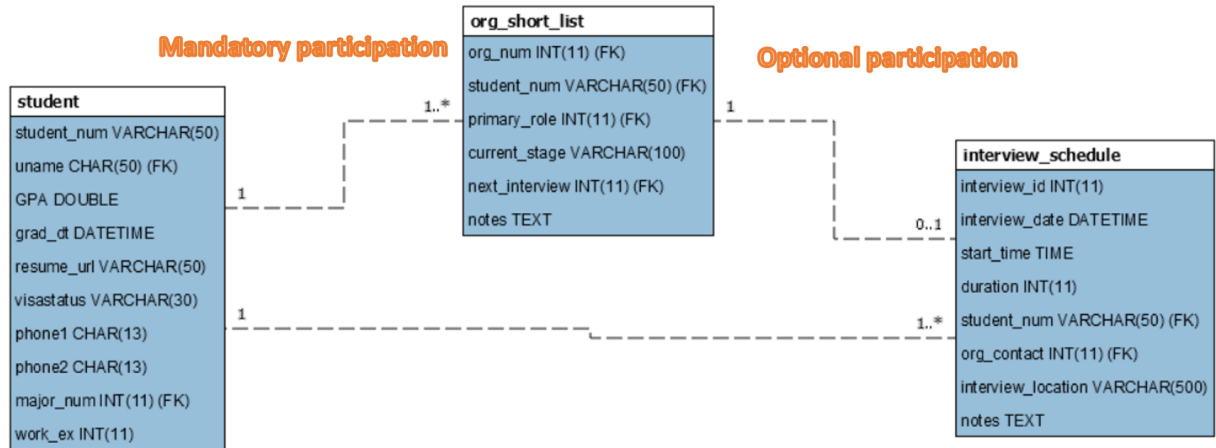 Mandatory participation
Optional participation
student
student_num VARCHAR(50)
uname CHAR(50) (FK)
GPA DOUBLE
grad_dt DATETIME
resume_url VARCHAR(50)
visastatus VARCHAR(30)
phone1 CHAR(13)
phone2 CHAR(13)
major_num INT(11) (FK)
work_ex INT(11)
1
1..*
1
1..*
org_short_list
org_num INT(11) (FK)
student_num VARCHAR(50) (FK)
primary_role INT(11) (FK)
current_stage VARCHAR(100)
next_interview INT(11) (FK)
notes TEXT
1
0..1
interview_schedule
interview_id INT(11)
interview_date DATETIME
start_time TIME
duration INT(11)
student_num VARCHAR(50) (FK)
org_contact INT(11) (FK)
interview_location VARCHAR(500)
notes TEXT